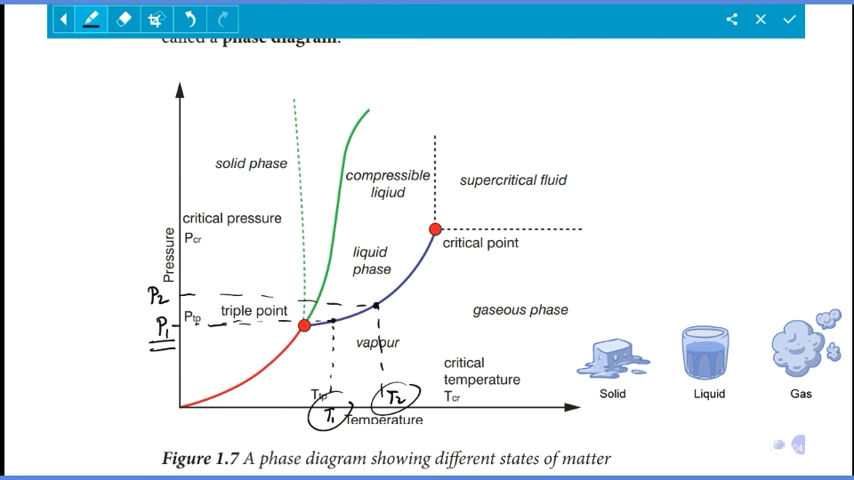 called a phase diagram.
solid phase
compressible
liqiud
supercritical fluid
critical pressure
Pcr
critical point
Pressure
liquid
phase
P2
Ptp
triple point
gaseous phase
P1
vapour
critical
temperature
Tcr
Ttp
T1
T2
Temperature
Solid
Liquid
Gas
Figure 1.7 A phase diagram showing different states of matter